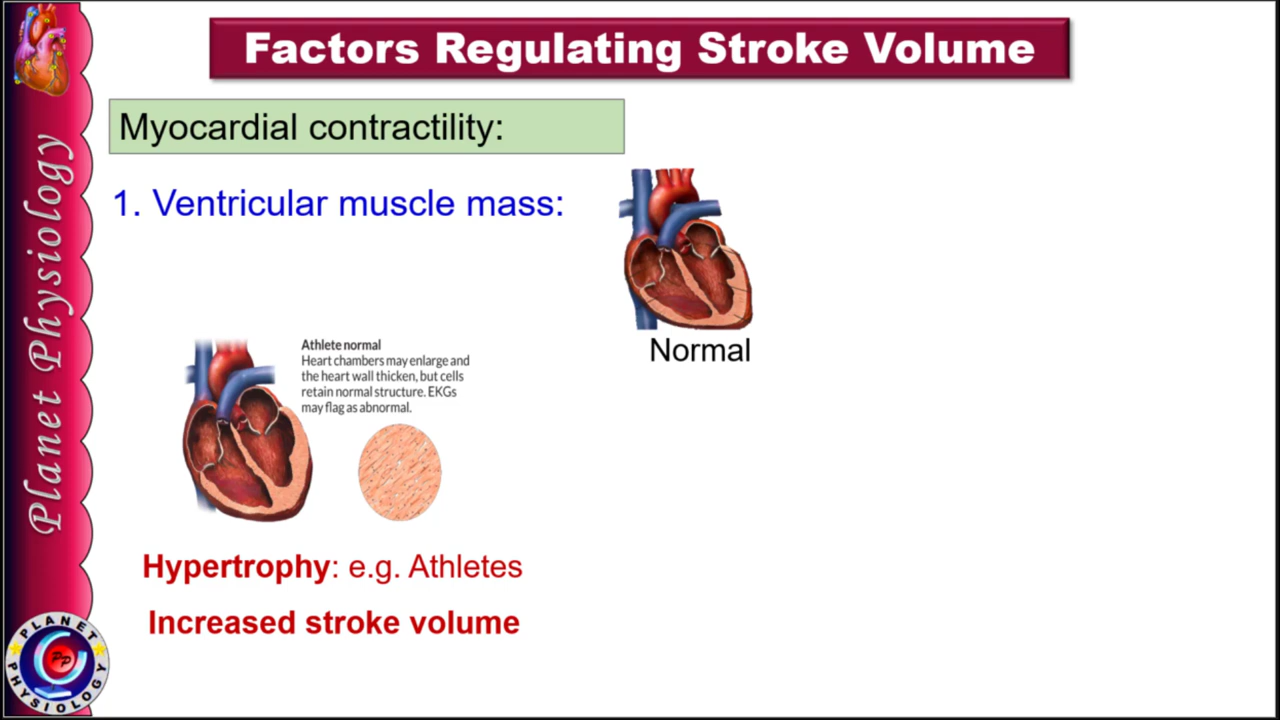 Factors Regulating Stroke Volume
Myocardial contractility:
1. Ventricular muscle mass:
Normal
Athlete normal
Heart chambers may enlarge and
the heart wall thicken, but cells
retain normal structure. EKGs
may flag as abnormal.
Hypertrophy: e.g. Athletes
Increased stroke volume
Planet Physiology
PLANET
PHYSIOLOGY
PP